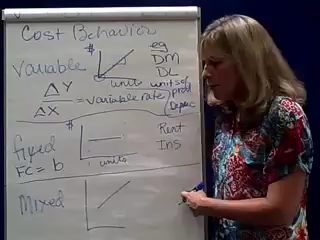 Cost Behavior
$
eg
Variable
DM
DL
units
units of
prod
Deprec
ΔY
ΔX
= variable rate
$
fixed
FC = b
units
Rent
Ins
Mixed